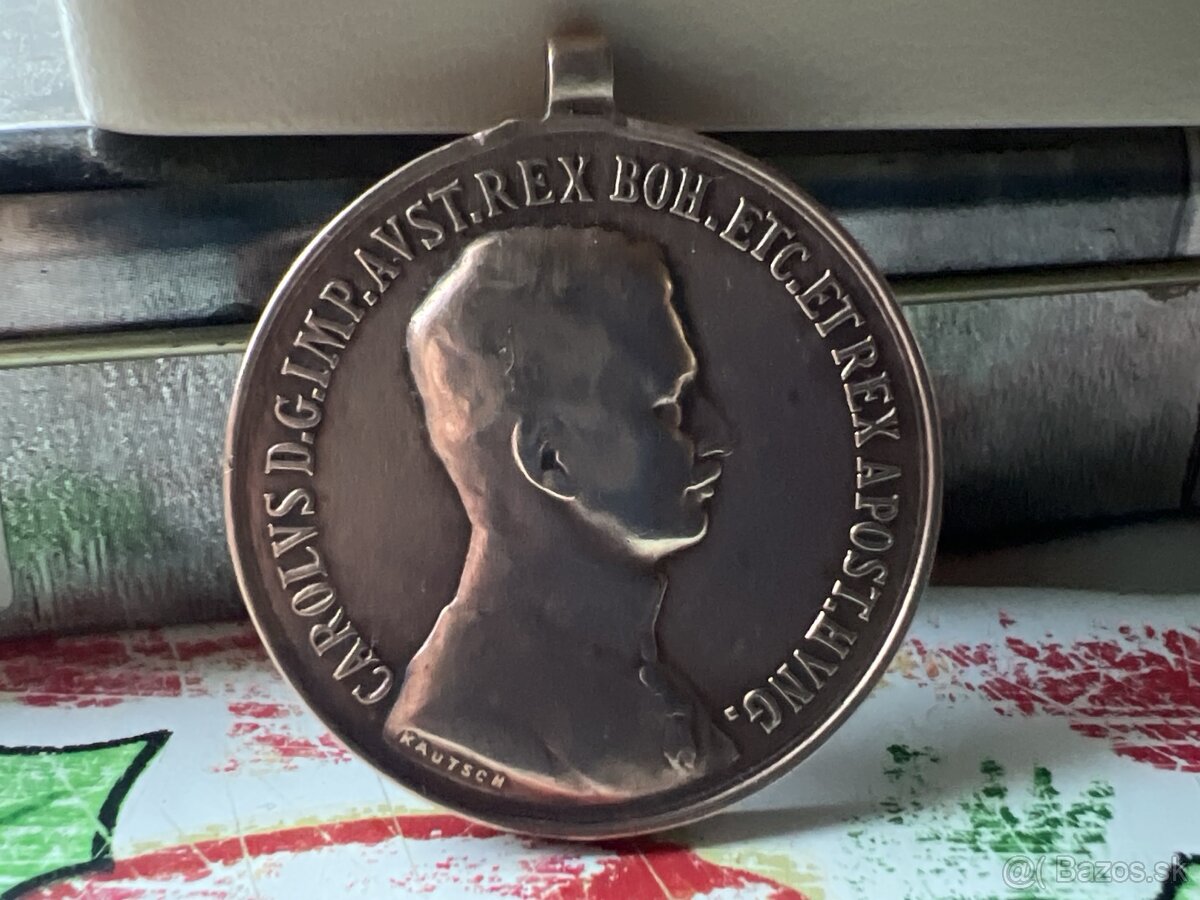 CAROLVS D.G.IMP.AVST.REX BOH.ETC.ET REX APOST.HVNG.
KAUTSCH
@( Bazos.sk